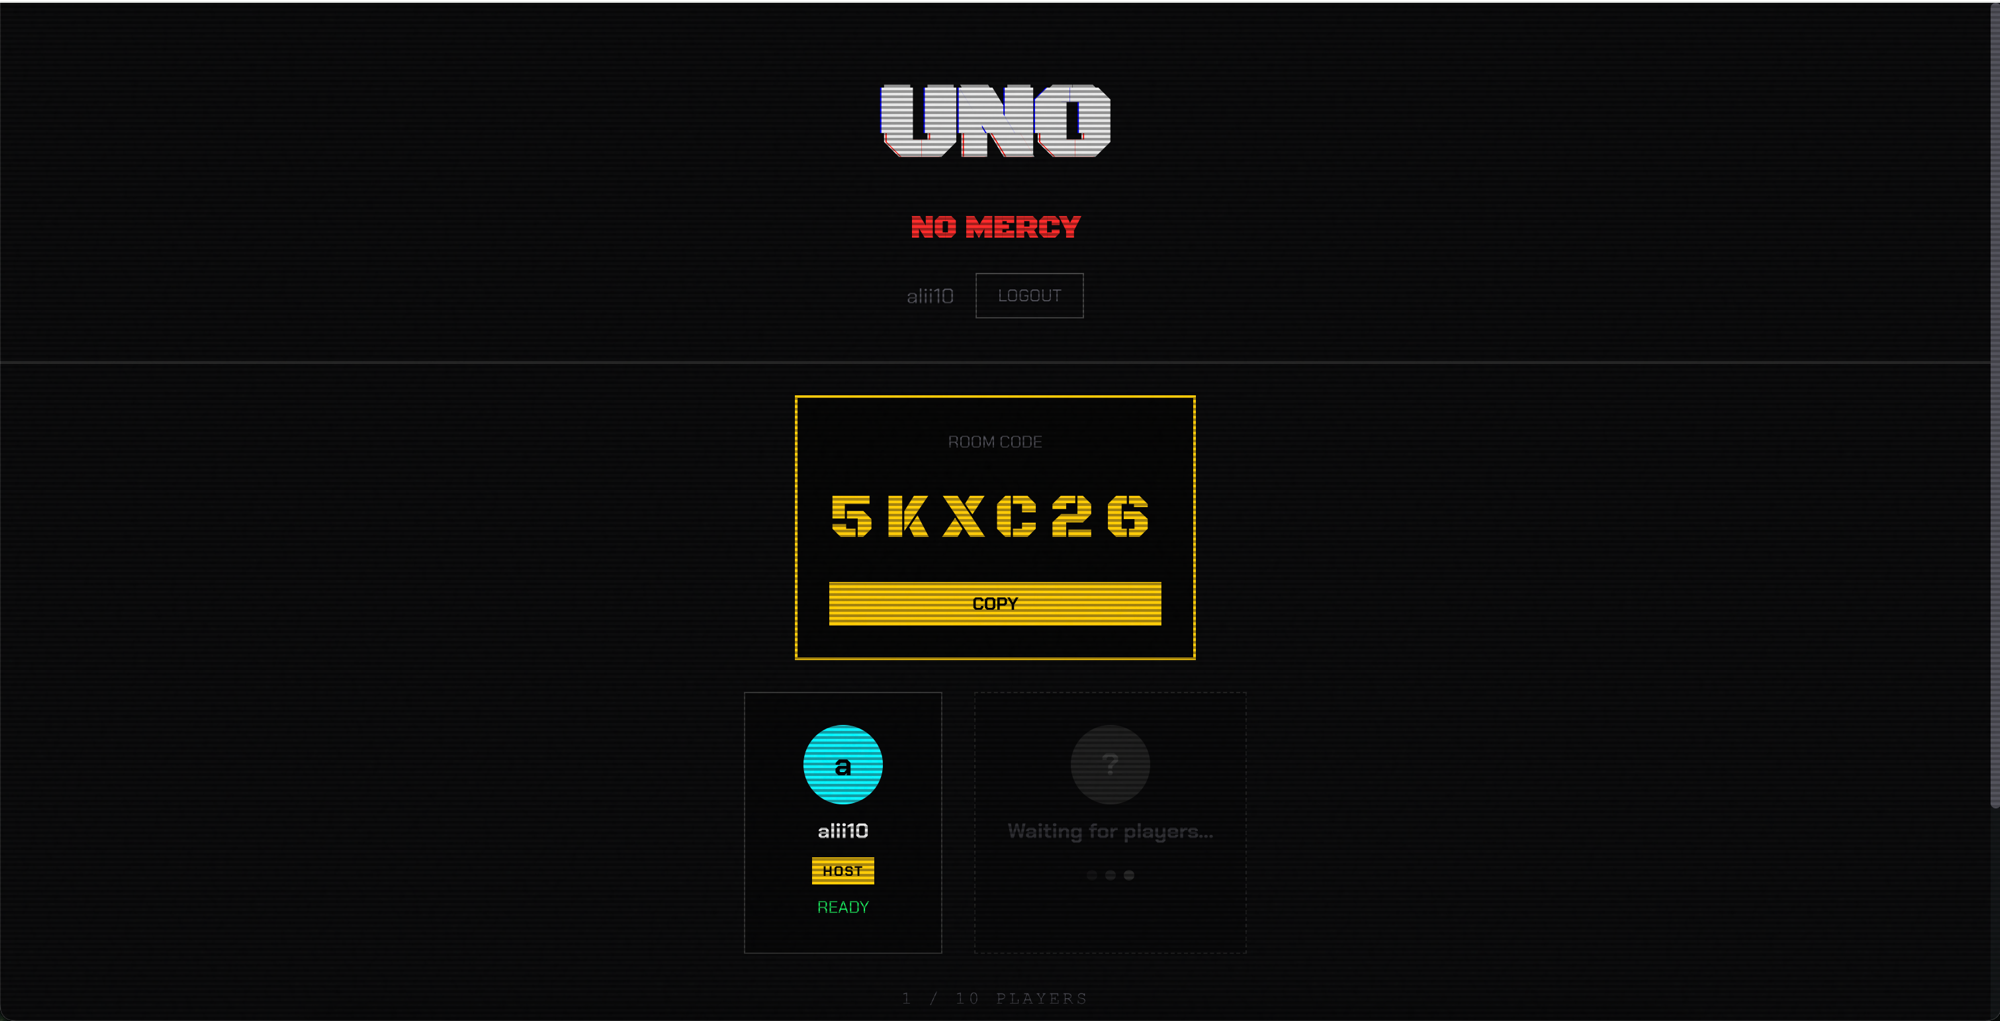 UNO
NO MERCY
alii10 LOGOUT
ROOM CODE
5KXC26
COPY
a
alii10
HOST
READY
?
Waiting for players...
1 / 10 PLAYERS